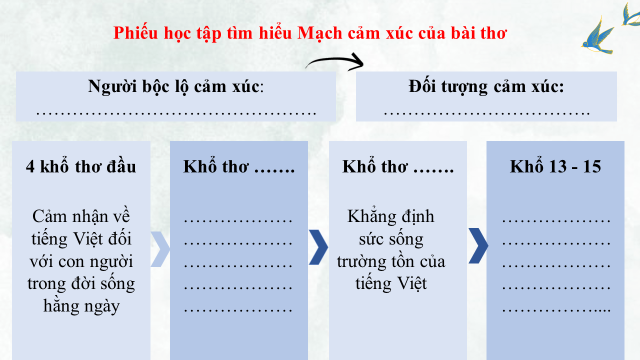 Phiếu học tập tìm hiểu Mạch cảm xúc của bài thơ
Người bộc lộ cảm xúc:
……………………………………….
Đối tượng cảm xúc:
…………………………….
4 khổ thơ đầu
Cảm nhận về
tiếng Việt đối
với con người
trong đời sống
hằng ngày
Khổ thơ …….
………………
………………
………………
………………
………………
Khổ thơ …….
Khẳng định
sức sống
trường tồn của
tiếng Việt
Khổ 13 - 15
………………
………………
………………
………………
……………....